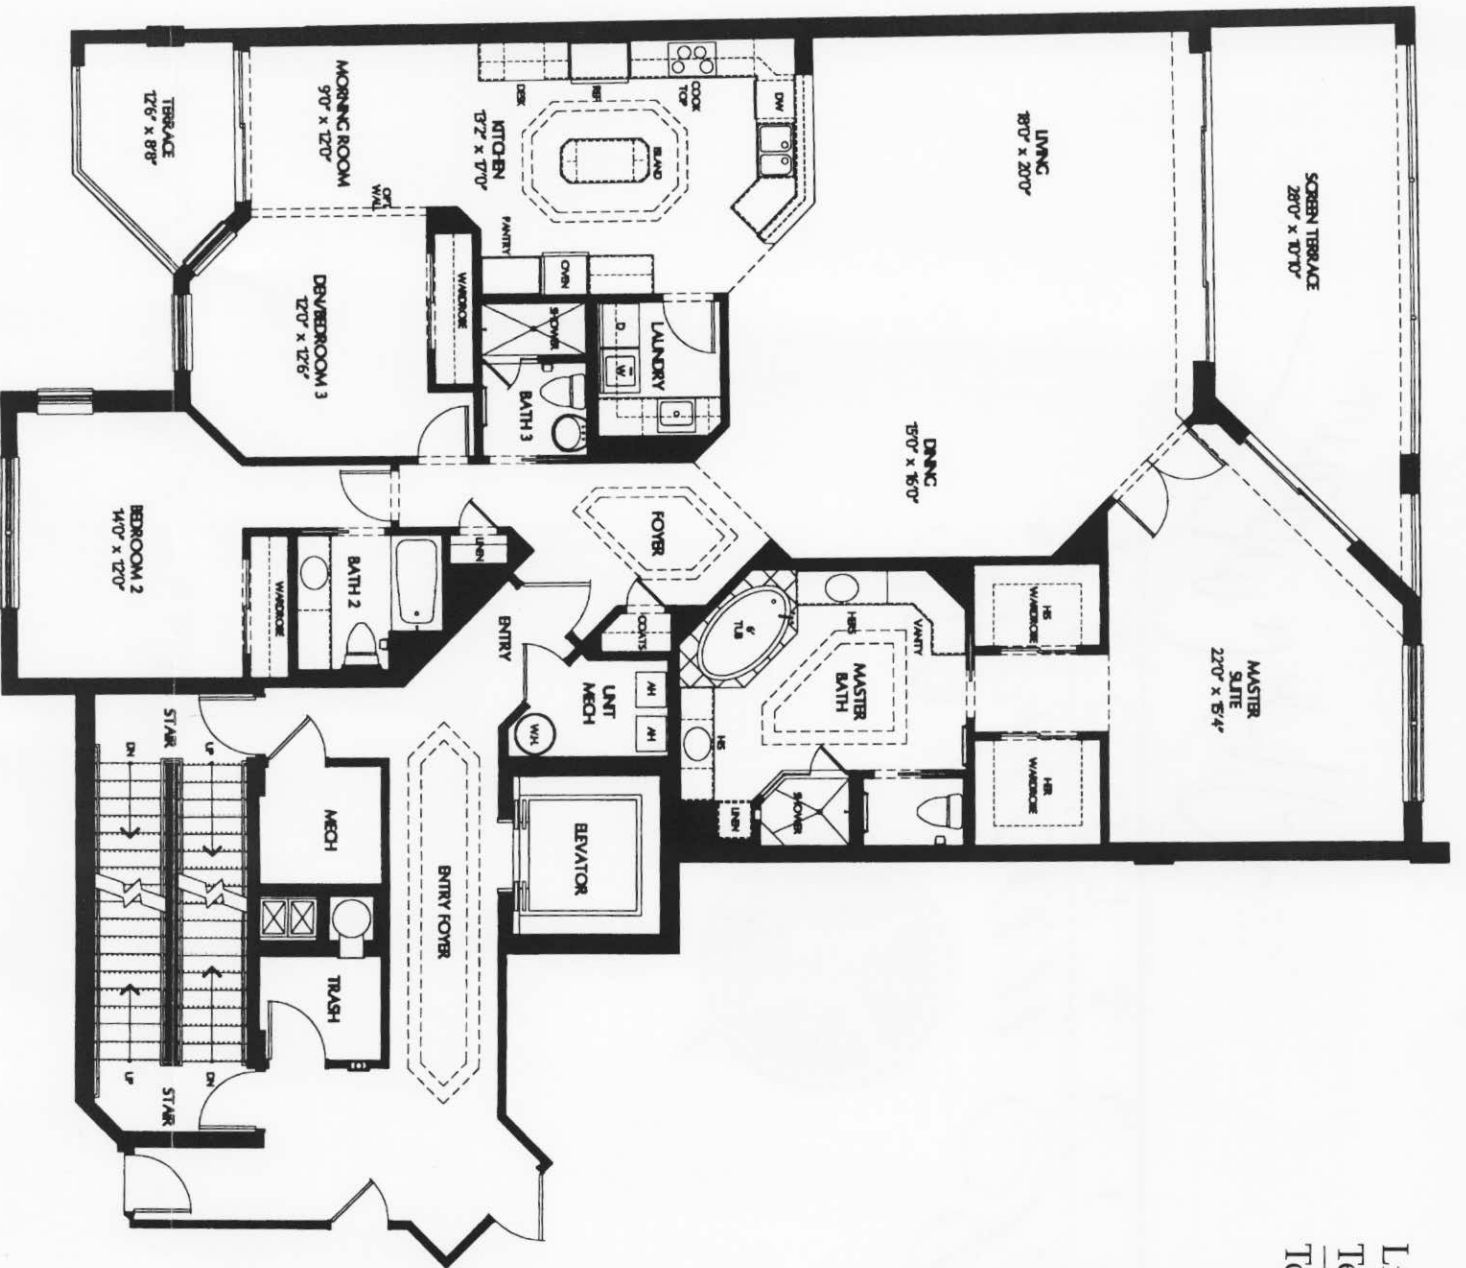 SCREEN TERRACE
28'0" x 10'10"
LIVING
18'0" x 20'0"
DINING
15'0" x 16'0"
MASTER
SUITE
22'0" x 15'4"
HIS
WARDROBE
HER
WARDROBE
COOK
TOP
DW
REF
DESK
ISLAND
KITCHEN
13'2" x 17'0"
PANTRY
OVEN
MORNING ROOM
9'0" x 12'0"
OPT.
WALL
TERRACE
12'6" x 8'8"
DEN/BEDROOM 3
12'0" x 12'6"
WARDROBE
SHOWER
BATH 3
LAUNDRY
D
W
FOYER
LINEN
BEDROOM 2
14'0" x 12'0"
WARDROBE
BATH 2
ENTRY
COATS
UNIT
MECH
AH
AH
W.H.
6'
TUB
HERS
VANITY
MASTER
BATH
HIS
LINEN
SHOWER
ELEVATOR
ENTRY FOYER
MECH
TRASH
STAIR
DN
UP
UP
DN
STAIR